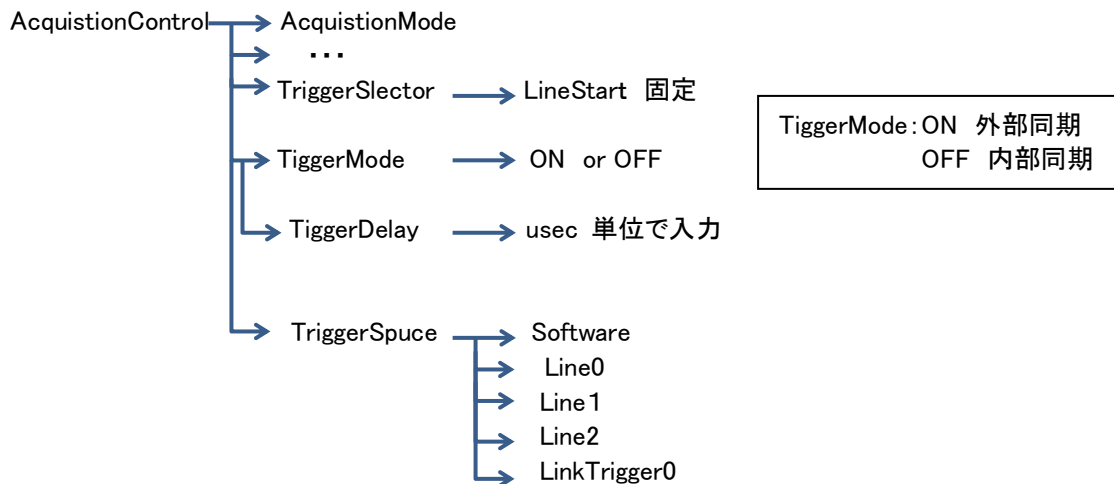 AcquistionControl
AcquistionMode
・・・
TriggerSlector
LineStart 固定
TiggerMode:ON 外部同期
OFF 内部同期
TiggerMode
ON or OFF
TiggerDelay
usec 単位で入力
TriggerSpuce
Software
Line0
Line1
Line2
LinkTrigger0